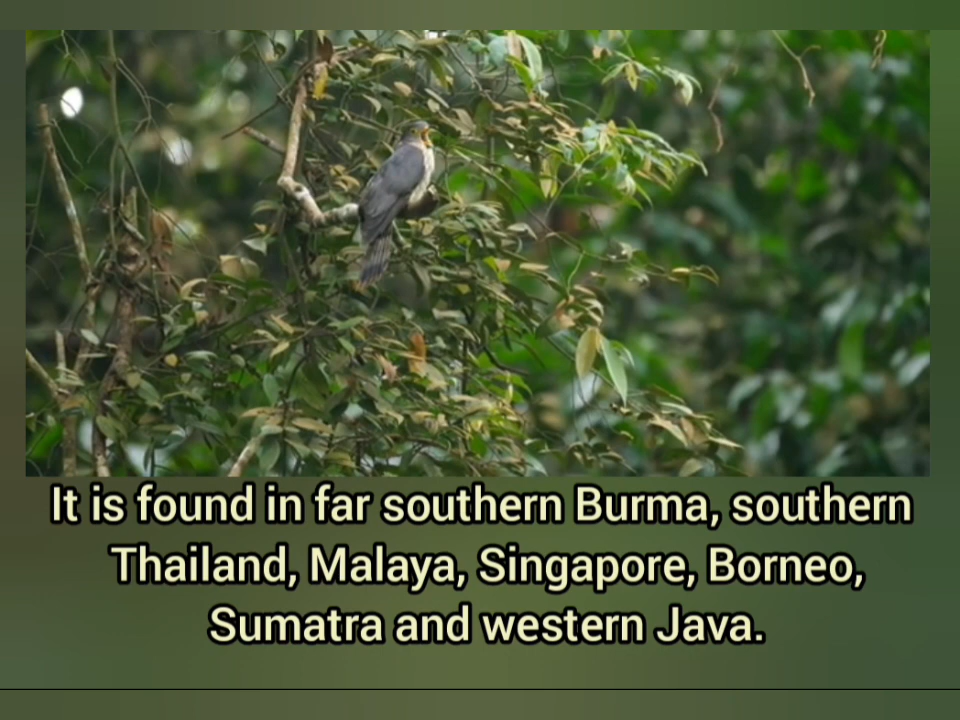 It is found in far southern Burma, southern
Thailand, Malaya, Singapore, Borneo,
Sumatra and western Java.